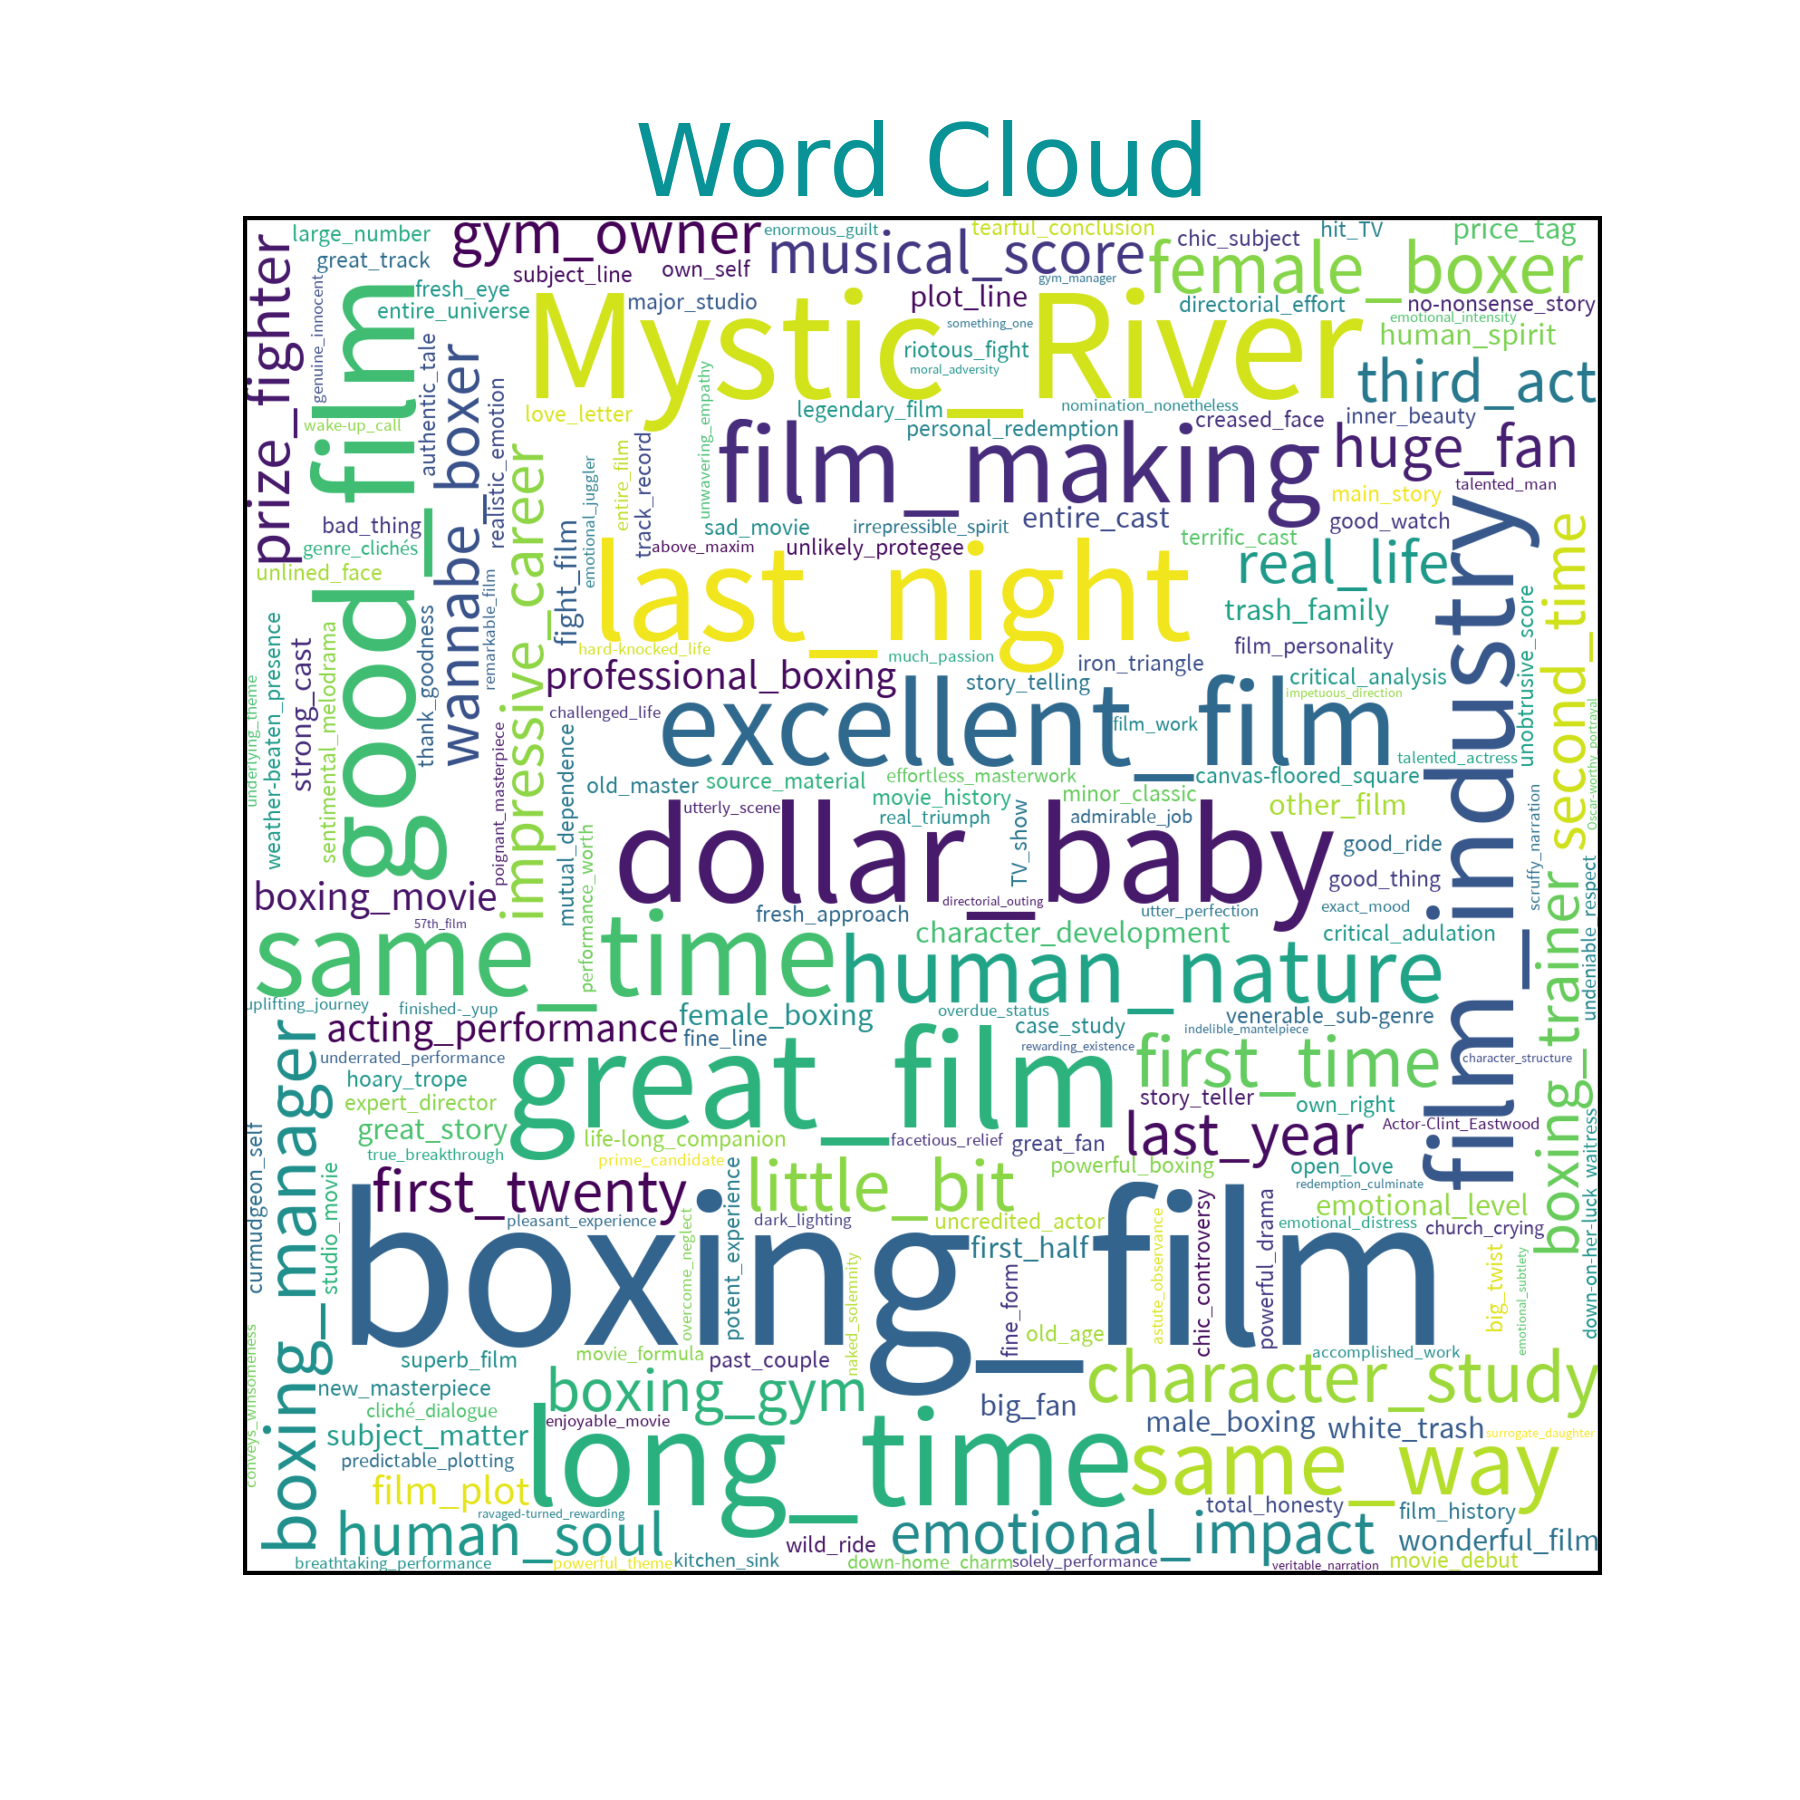 Word Cloud
large_number
gym_owner
enormous_guilt
tearful_conclusion
hit_TV
price_tag
great_track
subject_line
own_self
musical_score
chic_subject
female_boxer
prize_fighter
genuine_innocent
good_film
fresh_eye
entire_universe
major_studio
Mystic_River
plot_line
gym_manager
directorial_effort
no-nonsense_story
something_one
riotous_fight
moral_adversity
emotional_intensity
human_spirit
third_act
wake-up_call
authentic_tale
wannabe_boxer
realistic_emotion
love_letter
unwavering_empathy
legendary_film
personal_redemption
nomination_nonetheless
creased_face
inner_beauty
huge_fan
film_making
impressive_career
entire_film
track_record
emotional_juggler
fight_film
main_story
talented_man
bad_thing
genre_clichés
unlined_face
sad_movie
irrepressible_spirit
entire_cast
good_watch
above_maxim
unlikely_protegee
terrific_cast
last_night
real_life
film_industry
second_time
unobtrusive_score
trash_family
remarkable_film
weather-beaten_presence
strong_cast
sentimental_melodrama
thank_goodness
underlying_theme
hard-knocked_life
much_passion
iron_triangle
film_personality
professional_boxing
story_telling
critical_analysis
impetuous_direction
Oscar-worthy_portrayal
challenged_life
excellent_film
film_work
poignant_masterpiece
mutual_dependence
talented_actress
old_master
source_material
effortless_masterwork
canvas-floored_square
utterly_scene
movie_history
minor_classic
other_film
real_triumph
TV_show
admirable_job
dollar_baby
performance_worth
good_ride
scruffy_narration
good_thing
boxing_movie
57th_film
directorial_outing
fresh_approach
utter_perfection
exact_mood
undeniable_respect
same_time
character_development
critical_adulation
human_nature
boxing_trainer
uplifting_journey
finished-_yup
acting_performance
female_boxing
overdue_status
venerable_sub-genre
fine_line
case_study
indelible_mantelpiece
boxing_manager
underrated_performance
great_film
rewarding_existence
first_time
character_structure
hoary_trope
expert_director
story_teller
own_right
great_story
life-long_companion
facetious_relief
great_fan
last_year
Actor-Clint_Eastwood
true_breakthrough
prime_candidate
powerful_boxing
open_love
redemption_culminate
curmudgeon_self
studio_movie
first_twenty
potent_experience
little_bit
down-on-her-luck_waitress
pleasant_experience
overcome_neglect
dark_lighting
uncredited_actor
emotional_level
emotional_distress
church_crying
boxing_film
first_half
naked_solemnity
fine_form
astute_observance
chic_controversy
powerful_drama
big_twist
emotional_subtlety
old_age
conveys_winsomeness
superb_film
movie_formula
past_couple
accomplished_work
new_masterpiece
boxing_gym
character_study
cliché_dialogue
enjoyable_movie
big_fan
male_boxing
white_trash
surrogate_daughter
subject_matter
predictable_plotting
long_time
same_way
film_plot
total_honesty
film_history
ravaged-turned_rewarding
human_soul
wild_ride
emotional_impact
wonderful_film
breathtaking_performance
powerful_theme
kitchen_sink
down-home_charm
solely_performance
veritable_narration
movie_debut